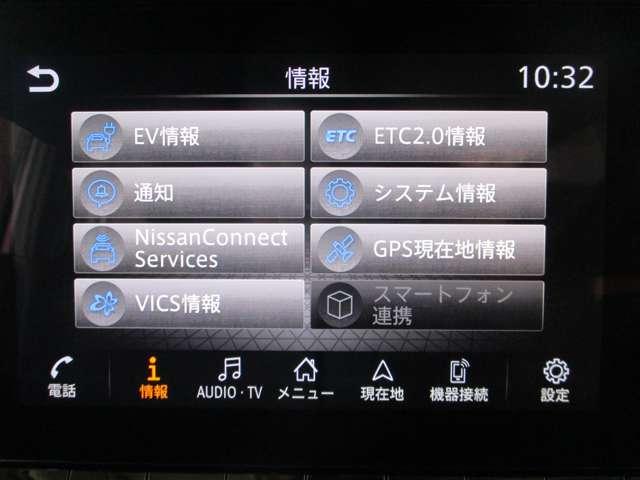 情報
10:32
EV情報
ETC
ETC2.0情報
通知
システム情報
NissanConnect
Services
GPS現在地情報
VICS情報
スマートフォン
連携
電話
情報
AUDIO・TV
メニュー
現在地
機器接続
設定